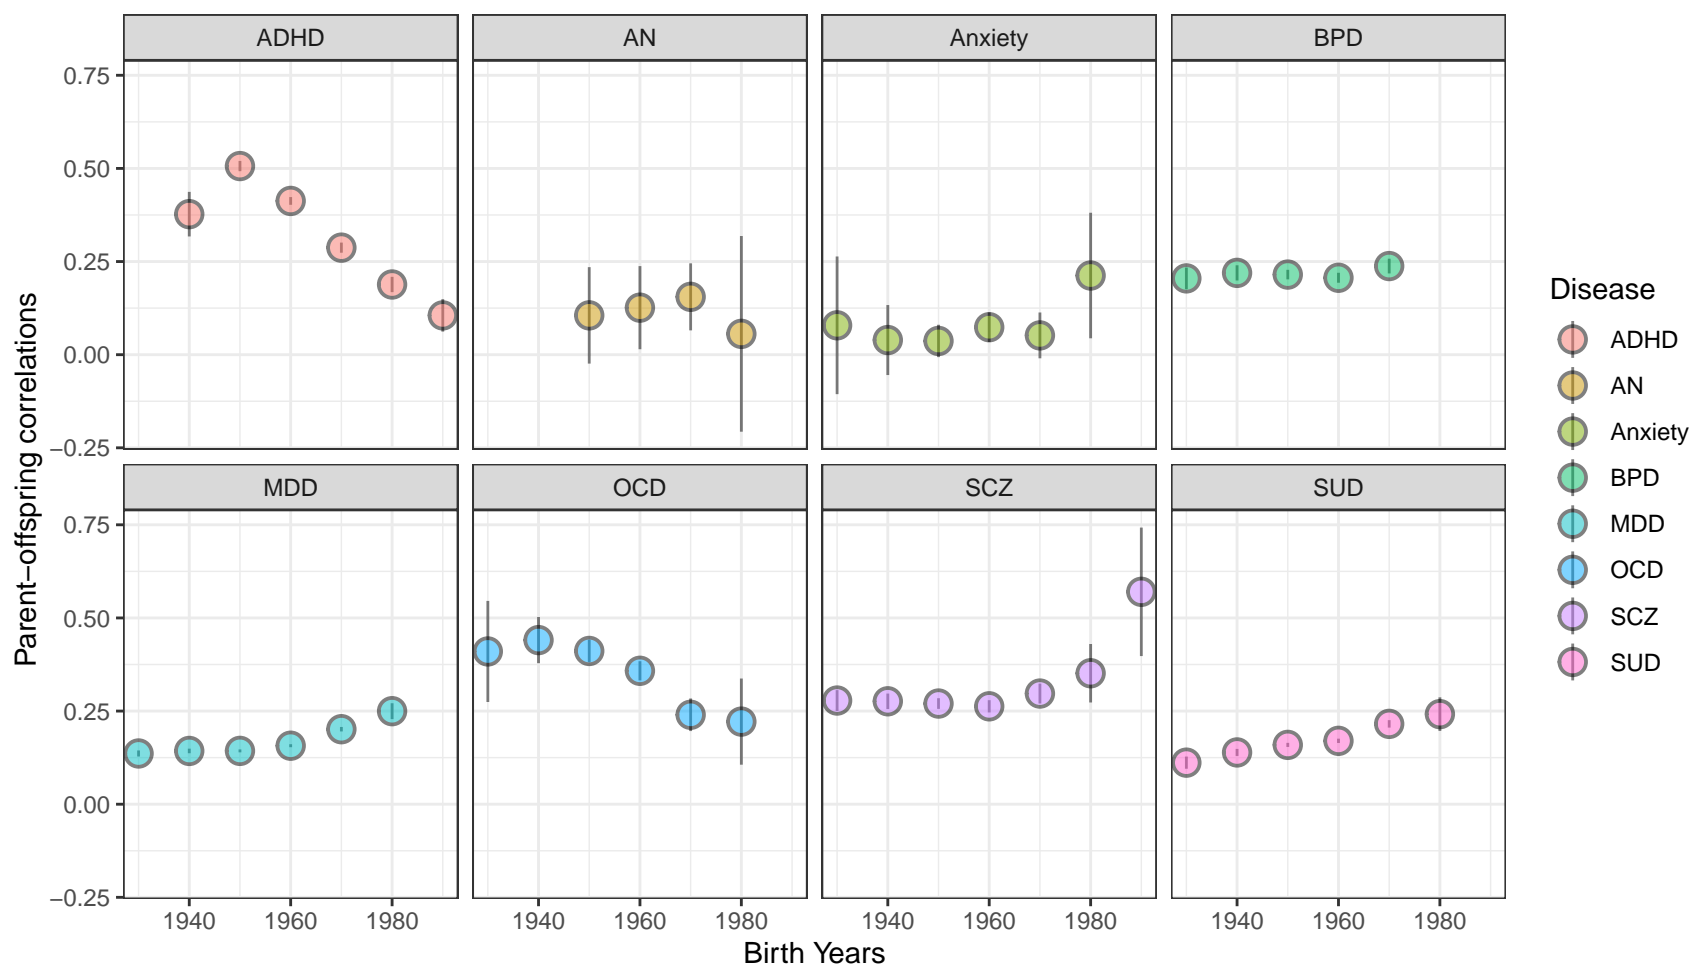 ADHD AN Anxiety BPD
0.75
0.50
0.25
0.00
−0.25
MDD OCD SCZ SUD
0.75
0.50
0.25
0.00
−0.25
1940 1960 1980 1940 1960 1980 1940 1960 1980 1940 1960 1980
Birth Years
Parent−offspring correlations
Disease
ADHD
AN
Anxiety
BPD
MDD
OCD
SCZ
SUD